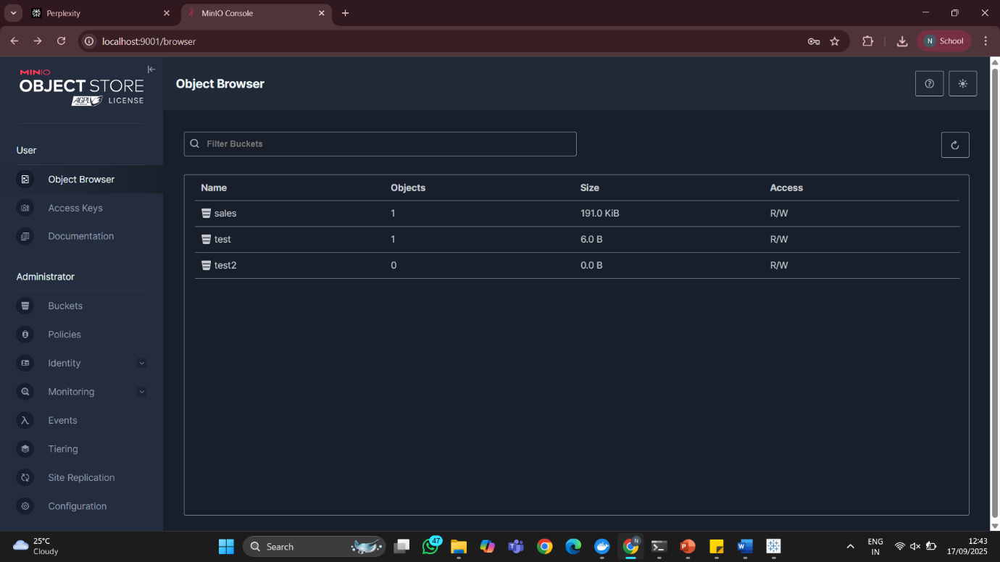 Perplexity
MinIO Console
localhost:9001/browser
N School
MINIO
OBJECT STORE
AGPLv3 LICENSE
Object Browser
User
Object Browser
Access Keys
Documentation
Administrator
Buckets
Policies
Identity
Monitoring
Events
Tiering
Site Replication
Configuration
Filter Buckets
Name Objects Size Access
sales 1 191.0 KiB R/W
test 1 6.0 B R/W
test2 0 0.0 B R/W
25°C
Cloudy
Search
47
N
P
W
ENG
IN
12:43
17/09/2025